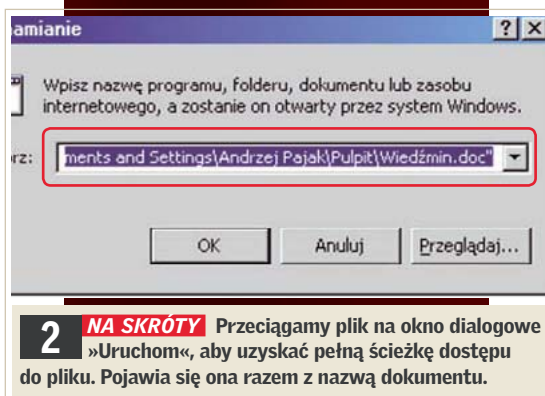 amianie
Wpisz nazwę programu, folderu, dokumentu lub zasobu
internetowego, a zostanie on otwarty przez system Windows.
rz:
ments and Settings\Andrzej Pajak\Pulpit\Wiedźmin.doc"
OK Anuluj Przeglądaj...
2 NA SKRÓTY Przeciągamy plik na okno dialogowe
»Uruchom«, aby uzyskać pełną ścieżkę dostępu
do pliku. Pojawia się ona razem z nazwą dokumentu.